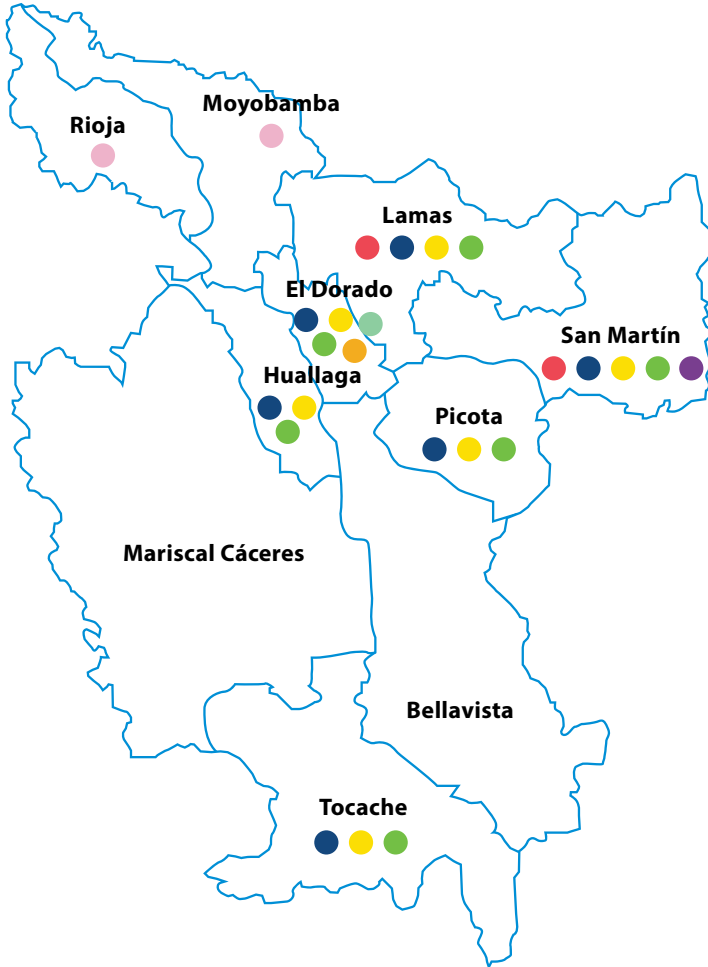 Moyobamba
Rioja
Lamas
El Dorado
San Martín
Huallaga
Picota
Mariscal Cáceres
Bellavista
Tocache